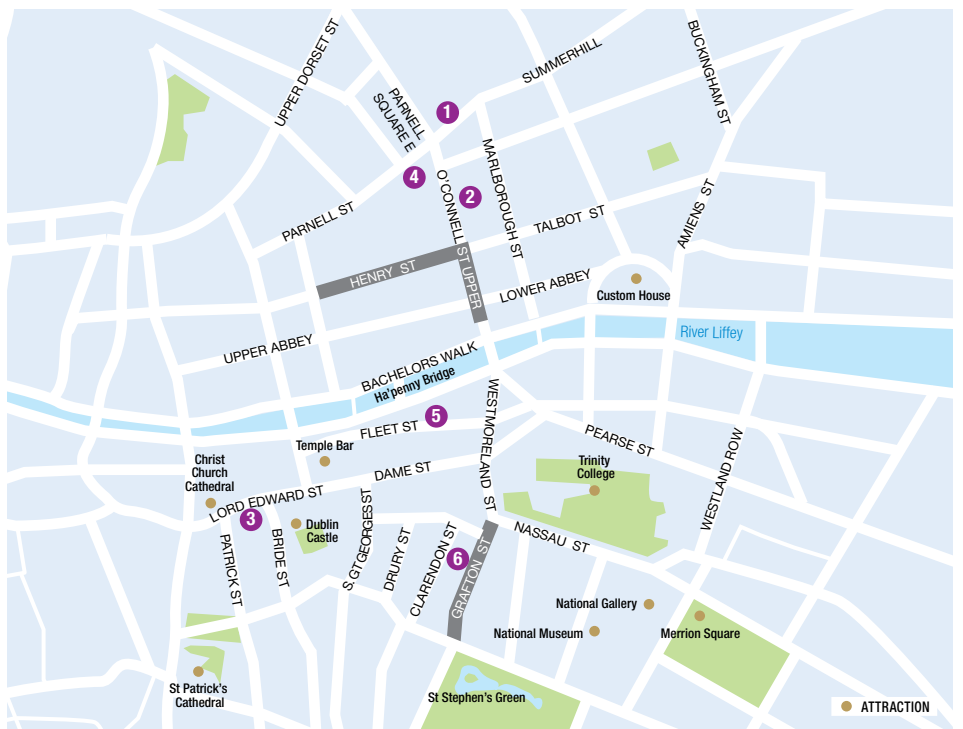 UPPER DORSET ST
PARNELL
SQUARE E
1
SUMMERHILL
BUCKINGHAM ST
4
2
O'CONNELL ST UPPER
MARLBOROUGH ST
PARNELL ST
TALBOT ST
AMIENS ST
HENRY ST
LOWER ABBEY
Custom House
UPPER ABBEY
River Liffey
BACHELORS WALK
Ha'penny Bridge
WESTMORELAND ST
5
FLEET ST
PEARSE ST
WESTLAND ROW
Temple Bar
Christ
Church
Cathedral
DAME ST
Trinity
College
LORD EDWARD ST
3
Dublin
Castle
PATRICK ST
BRIDE ST
S.GT GEORGES ST
DRURY ST
CLARENDON ST
6
GRAFTON ST
NASSAU ST
National Gallery
National Museum
Merrion Square
St Patrick's
Cathedral
St Stephen's Green
ATTRACTION